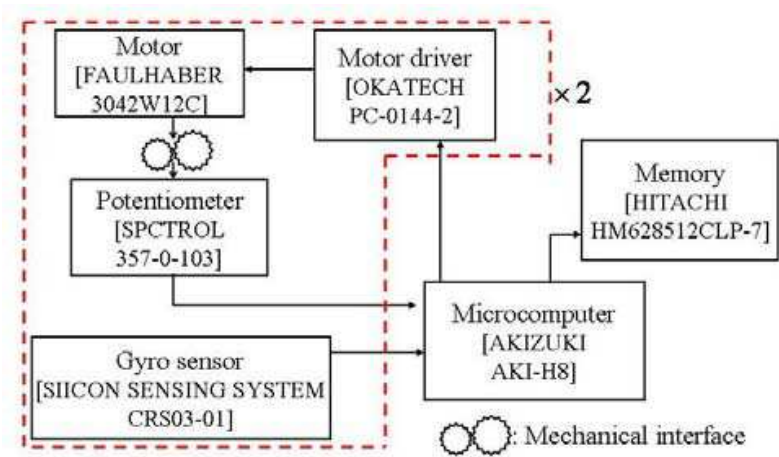 Motor
[FAULHABER
3042W12C]
Motor driver
[OKATECH
PC-0144-2]
×2
Potentiometer
[SPCTROL
357-0-103]
Memory
[HITACHI
HM628512CLP-7]
Microcomputer
[AKIZUKI
AKI-H8]
Gyro sensor
[SIICON SENSING SYSTEM
CRS03-01]
: Mechanical interface